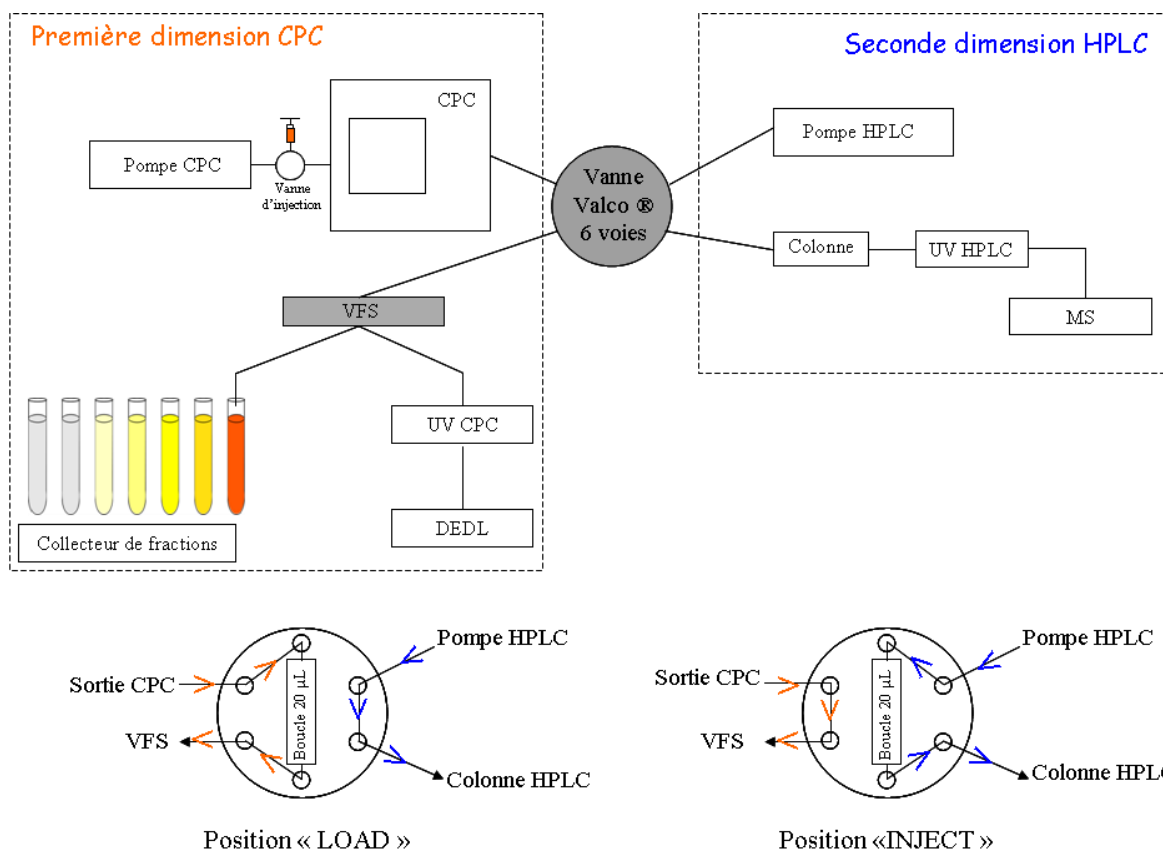 Première dimension CPC
Seconde dimension HPLC
CPC
Pompe CPC
Vanne
d'injection
Vanne
Valco ®
6 voies
Pompe HPLC
Colonne
UV HPLC
MS
VFS
UV CPC
DEDL
Collecteur de fractions
Pompe HPLC
Sortie CPC
Boucle 20 µL
VFS
Colonne HPLC
Position « LOAD »
Pompe HPLC
Sortie CPC
Boucle 20 µL
VFS
Colonne HPLC
Position «INJECT »